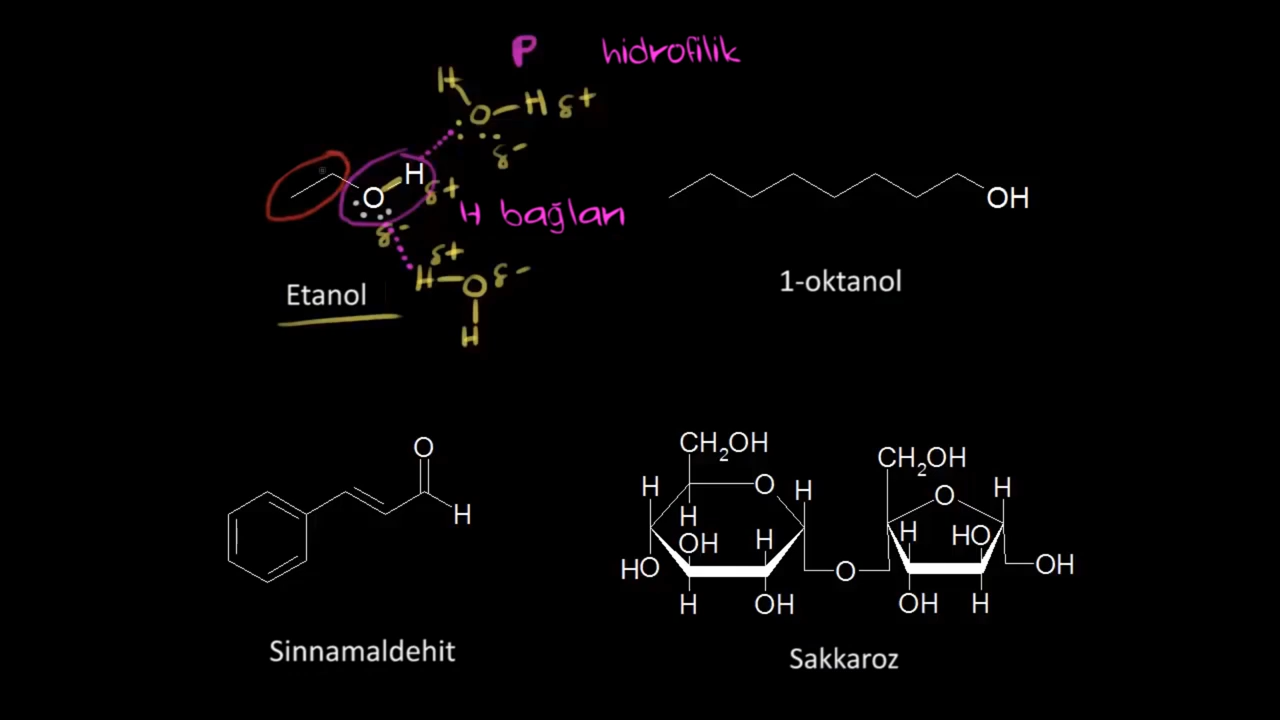 P hidrofilik
H
O H δ+
δ-
H
O δ+
δ-
H bağlan
δ+
H O δ-
H
Etanol
OH
1-oktanol
O
H
Sinnamaldehit
CH2OH
CH2OH
H O H
O H
H
OH H
H HO
HO O OH
H OH
OH H
Sakkaroz